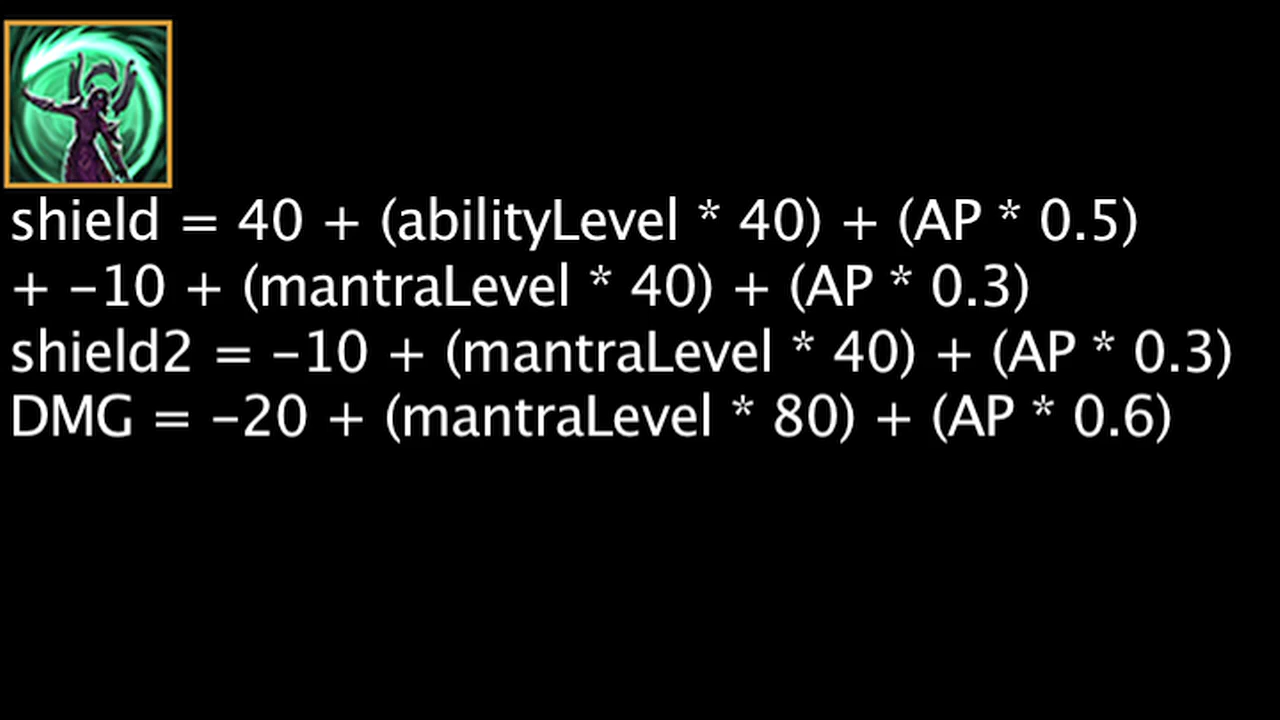 shield = 40 + (abilityLevel * 40) + (AP * 0.5)
+ -10 + (mantraLevel * 40) + (AP * 0.3)
shield2 = -10 + (mantraLevel * 40) + (AP * 0.3)
DMG = -20 + (mantraLevel * 80) + (AP * 0.6)